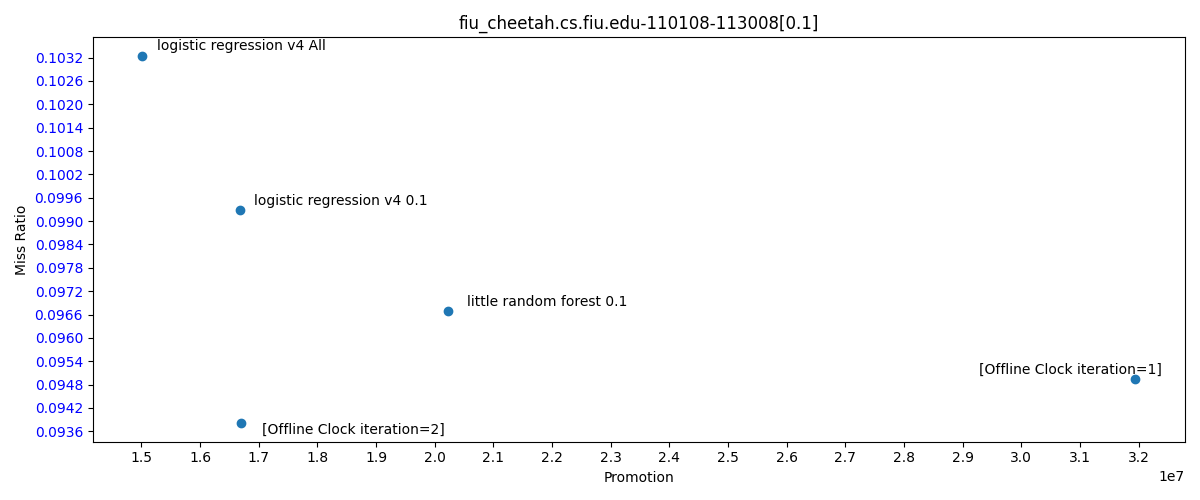 fiu_cheetah.cs.fiu.edu-110108-113008[0.1]
logistic regression v4 All
logistic regression v4 0.1
little random forest 0.1
[Offline Clock iteration=1]
[Offline Clock iteration=2]
Miss Ratio
0.1032
0.1026
0.1020
0.1014
0.1008
0.1002
0.0996
0.0990
0.0984
0.0978
0.0972
0.0966
0.0960
0.0954
0.0948
0.0942
0.0936
1.5 1.6 1.7 1.8 1.9 2.0 2.1 2.2 2.3 2.4 2.5 2.6 2.7 2.8 2.9 3.0 3.1 3.2
1e7
Promotion